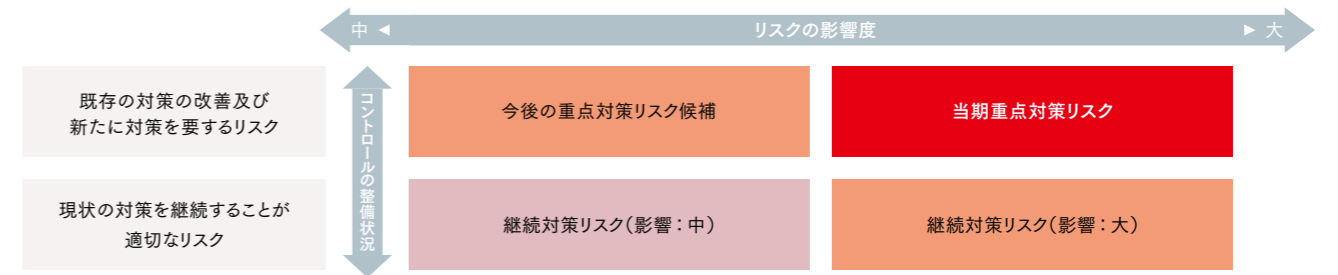 中 ◀ リスクの影響度 ▶ 大
既存の対策の改善及び
新たに対策を要するリスク
コントロールの整備状況
今後の重点対策リスク候補
当期重点対策リスク
現状の対策を継続することが
適切なリスク
継続対策リスク（影響：中）
継続対策リスク（影響：大）